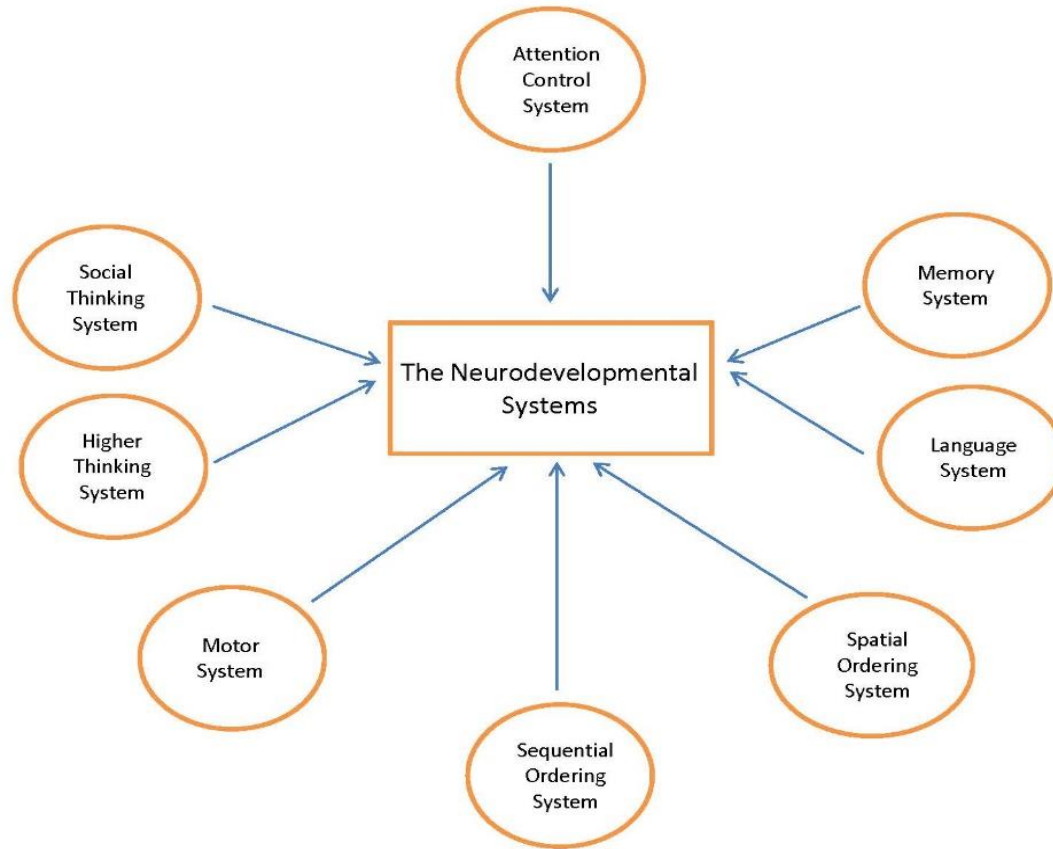 Attention
Control
System
Social
Thinking
System
Memory
System
The Neurodevelopmental
Systems
Higher
Thinking
System
Language
System
Motor
System
Spatial
Ordering
System
Sequential
Ordering
System